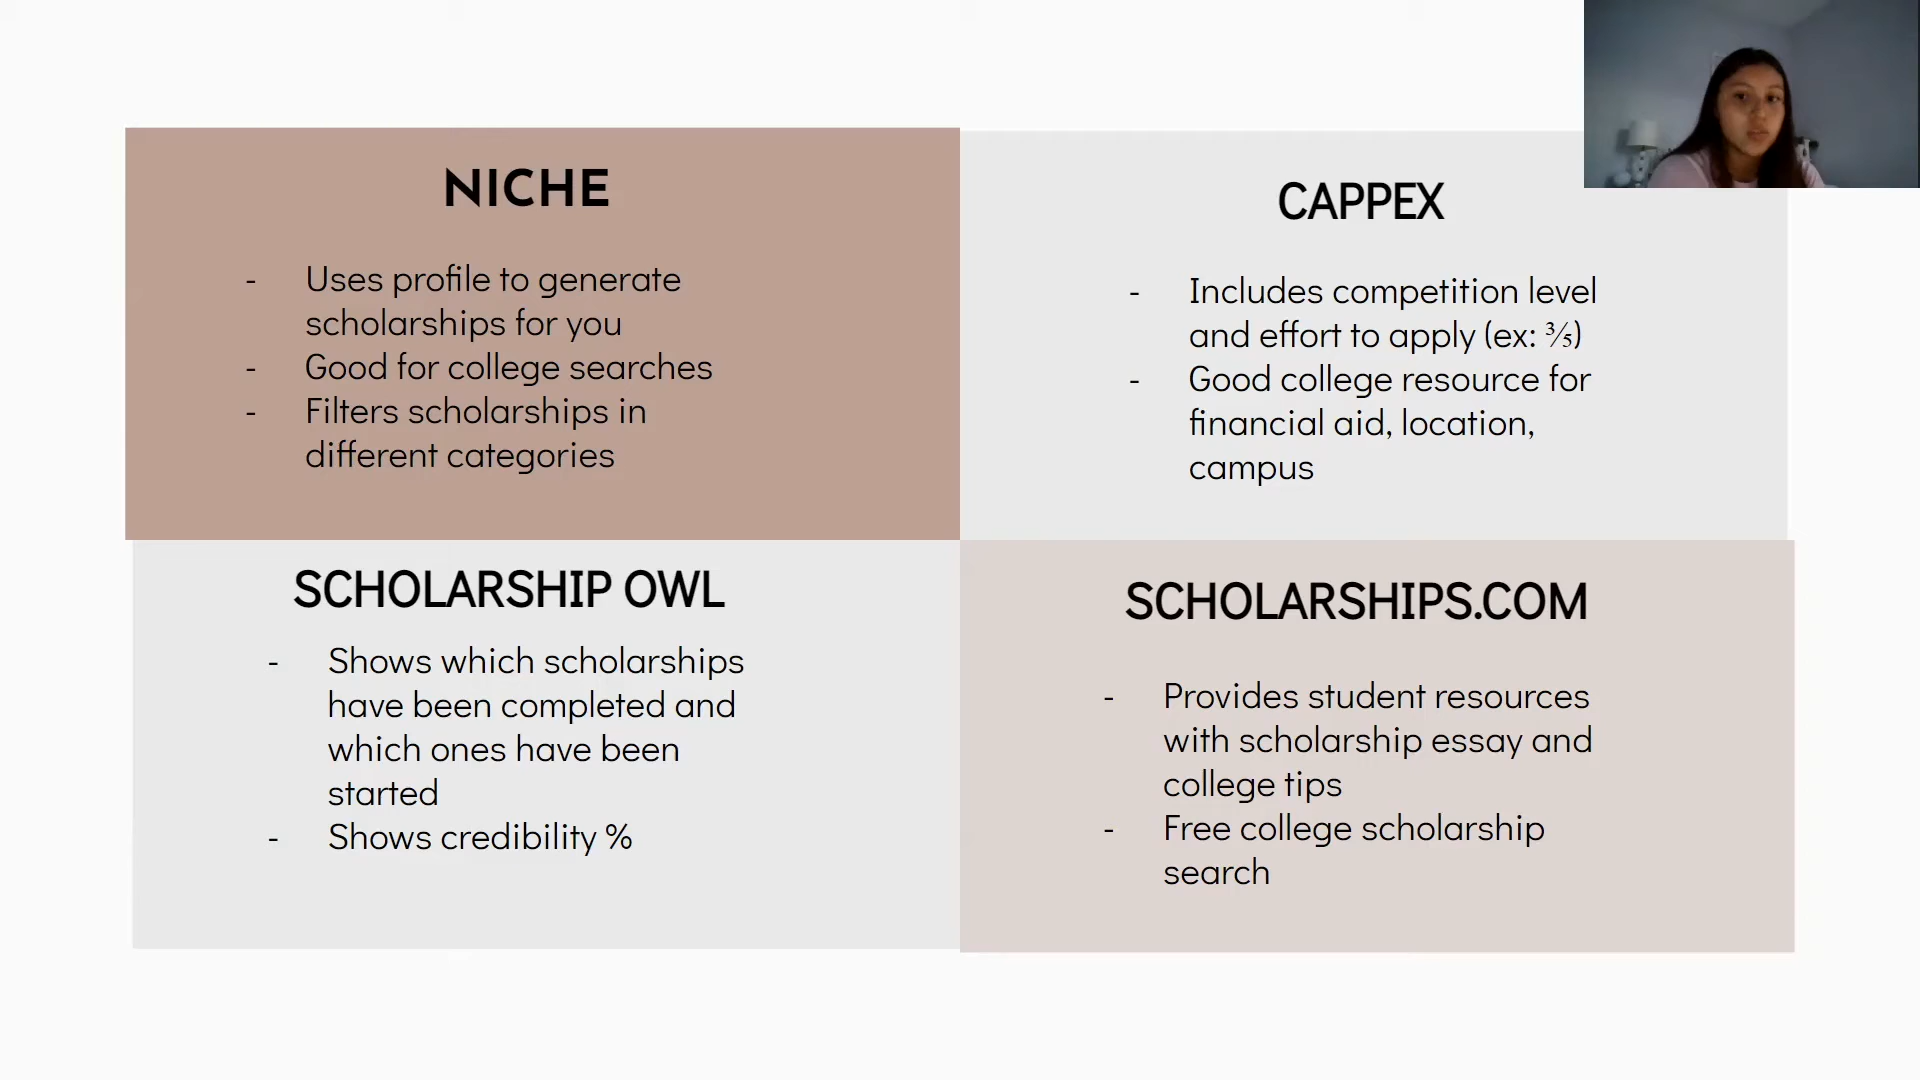 NICHE
- Uses profile to generate
scholarships for you
- Good for college searches
- Filters scholarships in
different categories
CAPPEX
- Includes competition level
and effort to apply (ex: ⅗)
- Good college resource for
financial aid, location,
campus
SCHOLARSHIP OWL
- Shows which scholarships
have been completed and
which ones have been
started
- Shows credibility %
SCHOLARSHIPS.COM
- Provides student resources
with scholarship essay and
college tips
- Free college scholarship
search